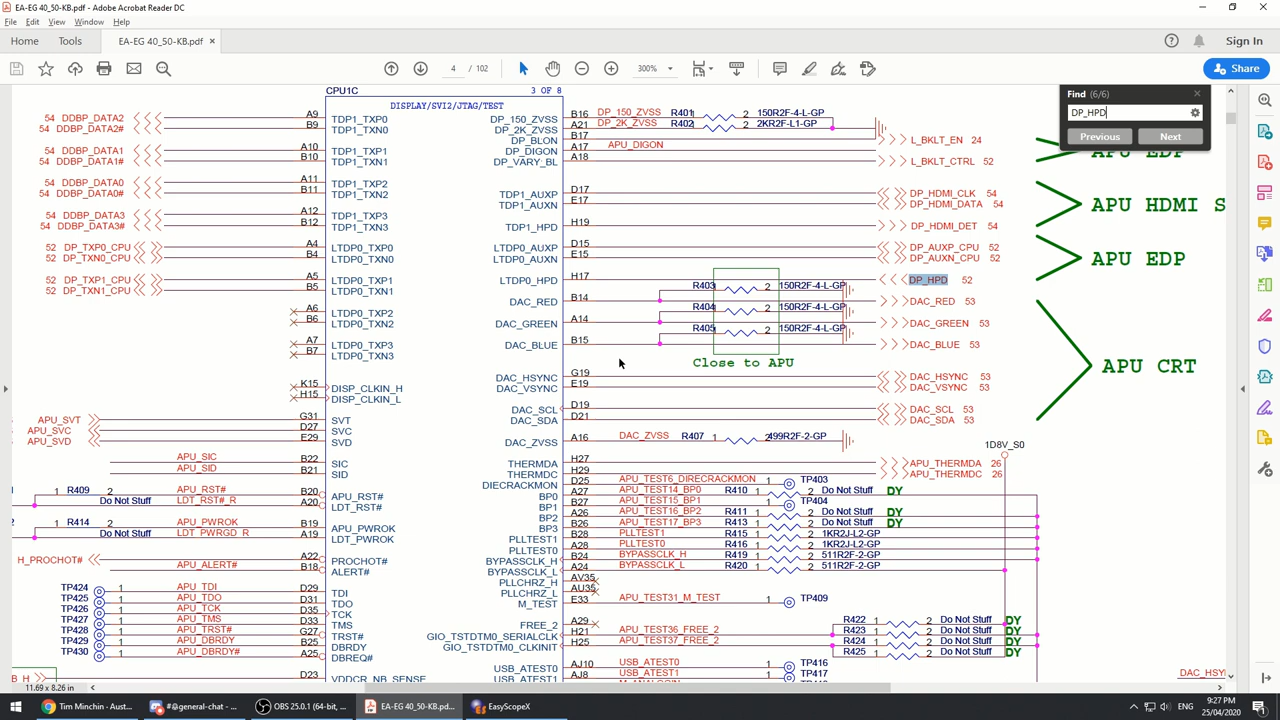 EA-EG 40_50-KB.pdf - Adobe Acrobat Reader DC
File Edit View Window Help
Home Tools EA-EG 40_50-KB.pdf × Sign In
4 / 102 300% Share
Find (6/6)
DP_HPD
Previous Next
CPU1C 3 OF 8
DISPLAY/SVI2/JTAG/TEST
54 DDBP_DATA2 A9 TDP1_TXP0 DP_150_ZVSS B16 DP_150_ZVSS R401 2 150R2F-4-L-GP
54 DDBP_DATA2# B9 TDP1_TXN0 DP_2K_ZVSS A21 DP_2K_ZVSS R402 2 2KR2F-L1-GP
DP_BLON B17 L_BKLT_EN 24
54 DDBP_DATA1 A10 TDP1_TXP1 DP_DIGON A17 APU_DIGON
54 DDBP_DATA1# B10 TDP1_TXN1 DP_VARY_BL A18 L_BKLT_CTRL 52
APU EDP
54 DDBP_DATA0 A11 TDP1_TXP2 TDP1_AUXP D17 DP_HDMI_CLK 54
54 DDBP_DATA0# B11 TDP1_TXN2 TDP1_AUXN E17 DP_HDMI_DATA 54
APU HDMI S
54 DDBP_DATA3 A12 TDP1_TXP3 TDP1_HPD H19 DP_HDMI_DET 54
54 DDBP_DATA3# B12 TDP1_TXN3
52 DP_TXP0_CPU A4 LTDP0_TXP0 LTDP0_AUXP D15 DP_AUXP_CPU 52
52 DP_TXN0_CPU B4 LTDP0_TXN0 LTDP0_AUXN E15 DP_AUXN_CPU 52
APU EDP
52 DP_TXP1_CPU A5 LTDP0_TXP1 LTDP0_HPD H17 DP_HPD 52
52 DP_TXN1_CPU B5 LTDP0_TXN1 R403 2 150R2F-4-L-GP
DAC_RED B14 DAC_RED 53
A6 LTDP0_TXP2 R404 2 150R2F-4-L-GP
B6 LTDP0_TXN2 DAC_GREEN A14 DAC_GREEN 53
R405 2 150R2F-4-L-GP
A7 LTDP0_TXP3 DAC_BLUE B15 DAC_BLUE 53
B7 LTDP0_TXN3
Close to APU
APU CRT
DAC_HSYNC G19 DAC_HSYNC 53
K15 DISP_CLKIN_H DAC_VSYNC E19 DAC_VSYNC 53
H15 DISP_CLKIN_L
DAC_SCL D19 DAC_SCL 53
APU_SVT G31 SVT DAC_SDA D21 DAC_SDA 53
APU_SVC D27 SVC
APU_SVD E29 SVD DAC_ZVSS A16 DAC_ZVSS R407 1 2 499R2F-2-GP
1D8V_S0
APU_SIC B22 SIC THERMDA H27 APU_THERMDA 26
APU_SID B21 SID THERMDC H29 APU_THERMDC 26
DIECRACKMON D25 APU_TEST6_DIRECRACKMON TP403
1 R409 2 APU_RST# B20 APU_RST# BP0 A27 APU_TEST14_BP0 R410 1 2 Do Not Stuff DY
Do Not Stuff LDT_RST#_R A20 LDT_RST# BP1 B27 APU_TEST15_BP1 1 TP404
BP2 A26 APU_TEST16_BP2 R411 1 2 Do Not Stuff DY
1 R414 2 APU_PWROK B19 APU_PWROK BP3 B26 APU_TEST17_BP3 R413 1 2 Do Not Stuff DY
Do Not Stuff LDT_PWRGD_R A19 LDT_PWROK PLLTEST1 B28 PLLTEST1 R415 1 2 1KR2J-L2-GP
PLLTEST0 A28 PLLTEST0 R416 1 2 1KR2J-L2-GP
H_PROCHOT# A22 PROCHOT# BYPASSCLK_H B24 BYPASSCLK_H R419 1 2 511R2F-2-GP
APU_ALERT# B18 ALERT# BYPASSCLK_L A24 BYPASSCLK_L R420 1 2 511R2F-2-GP
PLLCHRZ_H AV35
TP424 1 APU_TDI D29 TDI PLLCHRZ_L AU35
TP425 1 APU_TDO D31 TDO M_TEST E33 APU_TEST31_M_TEST 1 TP409
TP426 1 APU_TCK D35 TCK
TP427 1 APU_TMS D33 TMS FREE_2 A29 R422 1 2 Do Not Stuff DY
TP428 1 APU_TRST# G27 TRST# GIO_TSTDTM0_SERIALCLK H21 APU_TEST36_FREE_2 R423 1 2 Do Not Stuff DY
TP429 1 APU_DBRDY B25 DBRDY GIO_TSTDTM0_CLKINIT H25 APU_TEST37_FREE_2 R424 1 2 Do Not Stuff DY
TP430 1 APU_DBRDY# A25 DBREQ# R425 1 2 Do Not Stuff DY
USB_ATEST0 AJ10 USB_ATEST0 1 TP416
D23 VDDCR_NB_SENSE USB_ATEST1 AJ8 USB_ATEST1 1 TP417
11.69 x 8.26 in
Tim Minchin - Aust...
#@general-chat - ...
OBS 25.0.1 (64-bit, ...
EA-EG 40_50-KB.pd...
EasyScopeX
ENG
9:27 PM
25/04/2020